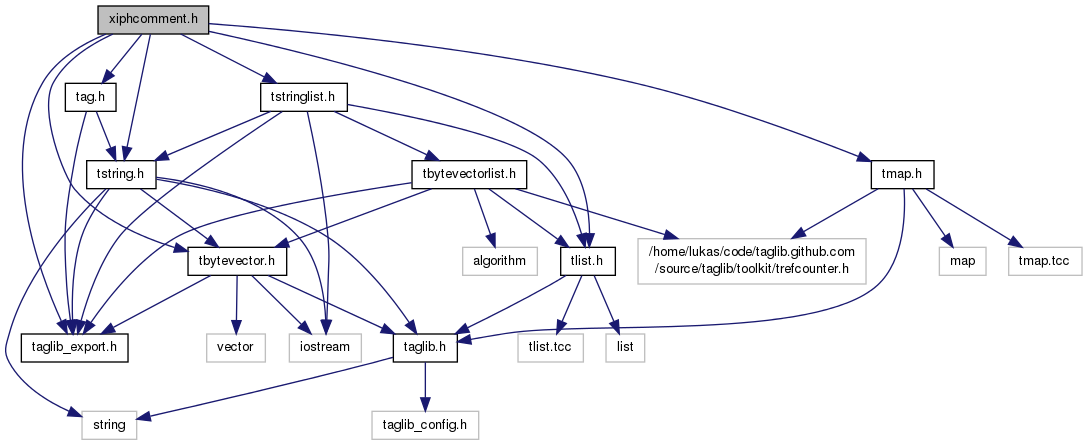 xiphcomment.h
tag.h
tstringlist.h
tstring.h
tbytevectorlist.h
tmap.h
tbytevector.h
algorithm
tlist.h
/home/lukas/code/taglib.github.com
/source/taglib/toolkit/trefcounter.h
map
tmap.tcc
taglib_export.h
vector
iostream
taglib.h
tlist.tcc
list
string
taglib_config.h